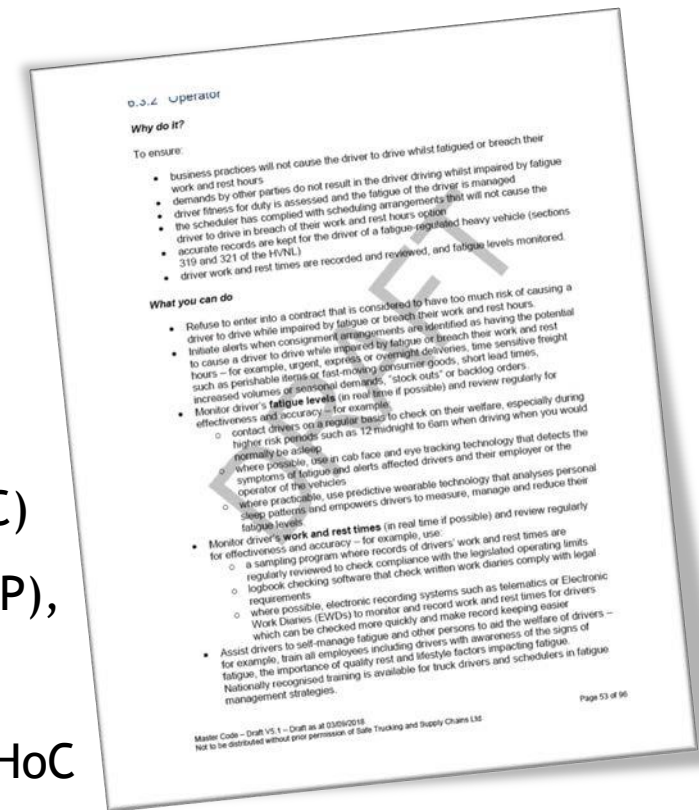 6.3.2 Operator
Why do it?
To ensure:
• business practices will not cause the driver to drive whilst fatigued or breach their
work and rest hours
• demands by other parties do not result in the driver driving whilst impaired by fatigue
• driver fitness for duty is assessed and the fatigue of the driver is managed
• the scheduler has complied with scheduling arrangements that will not cause the
driver to drive in breach of their work and rest hours option
• accurate records are kept for the driver of a fatigue-regulated heavy vehicle (sections
319 and 321 of the HVNL)
• driver work and rest times are recorded and reviewed, and fatigue levels monitored.
What you can do
• Refuse to enter into a contract that is considered to have too much risk of causing a
driver to drive while impaired by fatigue or breach their work and rest hours.
• Initiate alerts when consignment arrangements are identified as having the potential
to cause a driver to drive while impaired by fatigue or breach their work and rest
hours – for example, urgent, express or overnight deliveries, time sensitive freight
such as perishable items or fast-moving consumer goods, short lead times,
increased volumes or seasonal demands, "stock outs" or backlog orders.
• Monitor driver's fatigue levels (in real time if possible) and review regularly for
effectiveness and accuracy – for example:
o contact drives on a regular basis to check on their welfare, especially during
higher risk periods such as 12 midnight to 6am when driving when you would
normally be asleep
o where possible, use in cab face and eye tracking technology that detects the
symptoms of fatigue and alerts affected drivers and their employer or the
operator of the vehicles
o where practicable, use predictive wearable technology that analyses personal
sleep patterns and empowers drivers to measure, manage and reduce their
fatigue levels.
• Monitor driver's work and rest times (in real time if possible) and review regularly
for effectiveness and accuracy – for example, use:
o a sampling program where records of drivers' work and rest times are
regularly reviewed to check compliance with the legislated operating limits
o logbook checking software that check written work diaries comply with legal
requirements
o where possible, electronic recording systems such as telematics or Electronic
Work Diaries (EWDs) to monitor and record work and rest times for drivers
which can be checked more quickly and make record keeping easier
• Assist drivers to self-manage fatigue and other persons to aid the welfare of drivers –
for example, train all employees including drivers with awareness of the signs of
fatigue, the importance of quality rest and lifestyle factors impacting fatigue.
Nationally recognised training is available for truck drivers and schedulers in fatigue
management strategies.
Page 53 of 96
Master Code – Draft V5.1 – Draft as at 03/09/2018
Not to be distributed without prior permission of Safe Trucking and Supply Chains Ltd
DRAFT
C)
P),
HoC